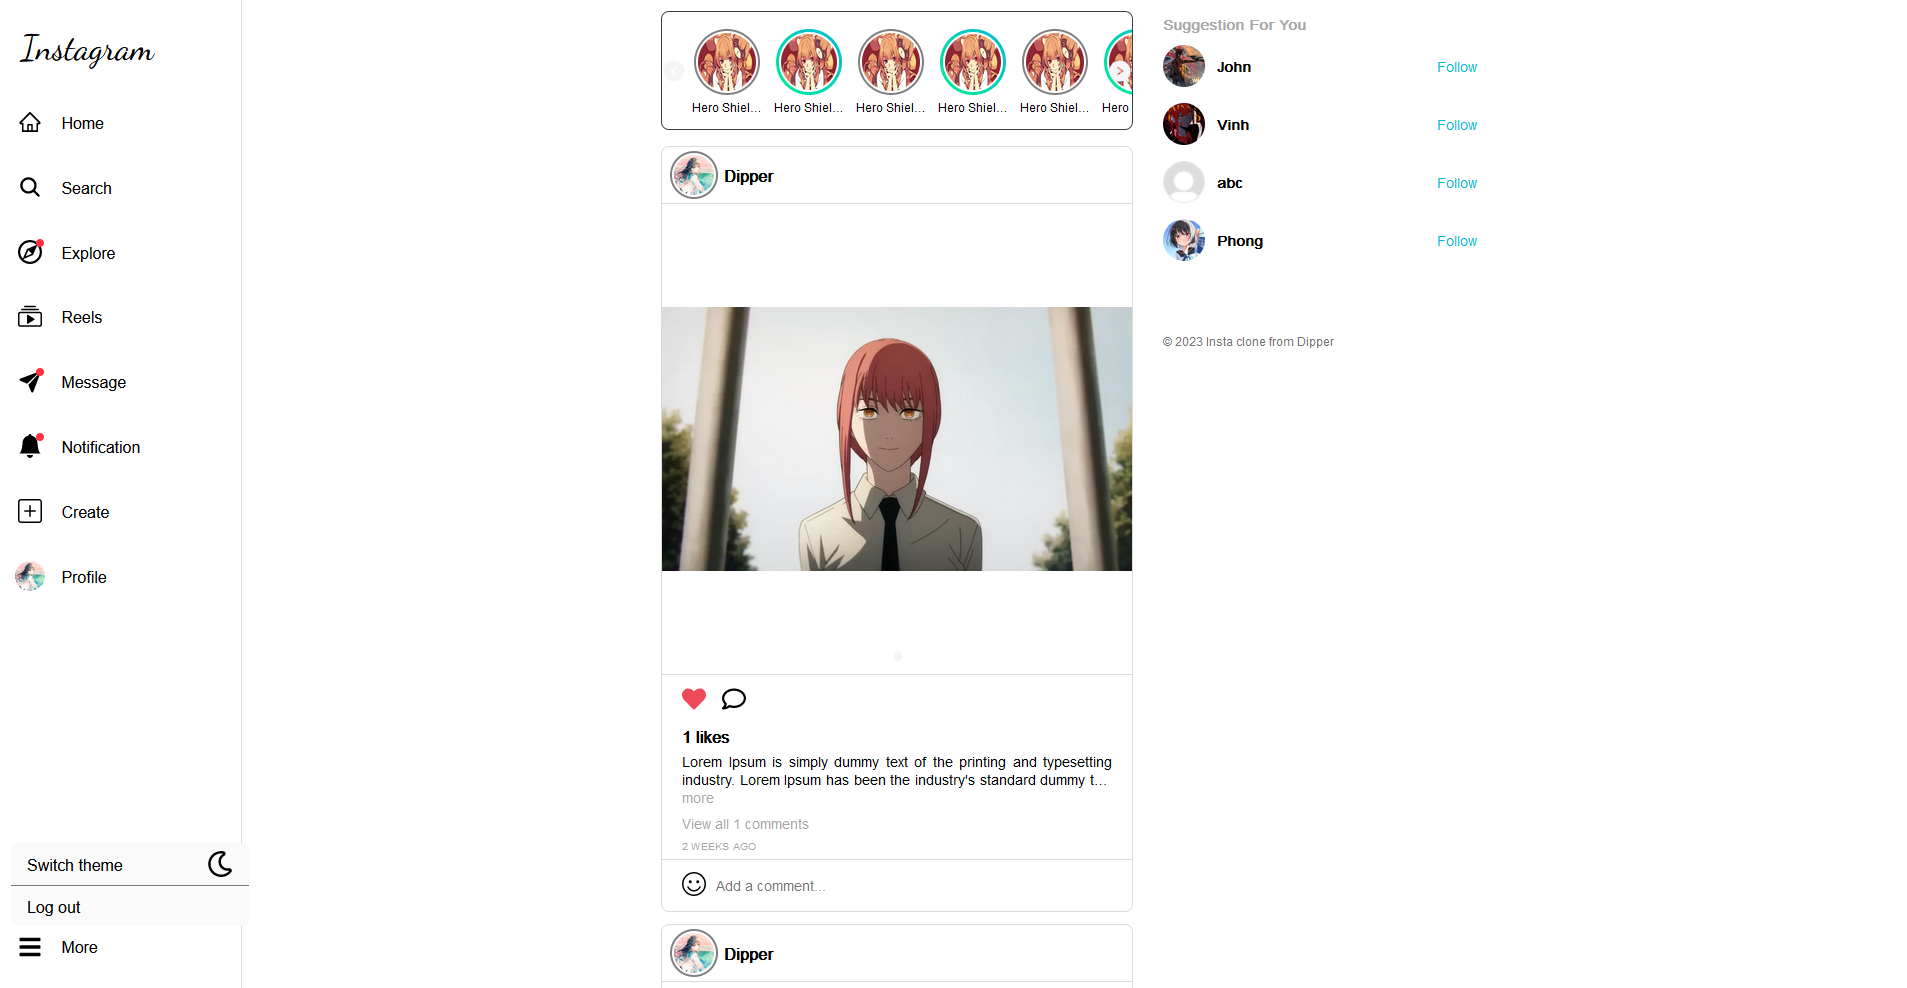 Instagram
Home
Search
Explore
Reels
Message
Notification
Create
Profile
Switch theme
Log out
More
Hero Shiel... Hero Shiel... Hero Shiel... Hero Shiel... Hero Shiel... Hero
Dipper
1 likes
Lorem Ipsum is simply dummy text of the printing and typesetting
industry. Lorem Ipsum has been the industry's standard dummy t...
more
View all 1 comments
2 WEEKS AGO
Add a comment...
Dipper
Suggestion For You
John Follow
Vinh Follow
abc Follow
Phong Follow
© 2023 Insta clone from Dipper